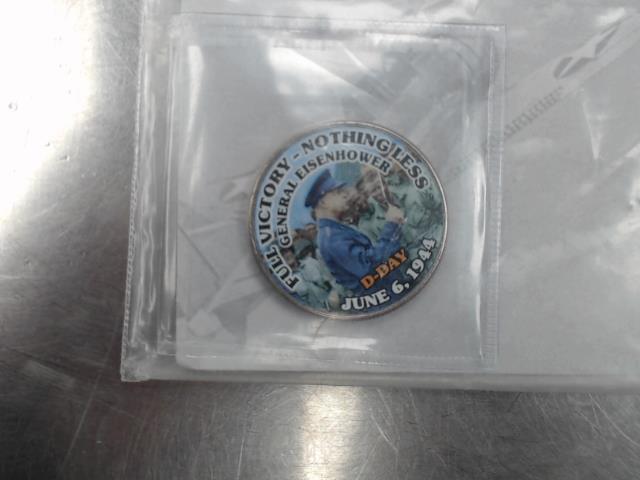 FULL VICTORY - NOTHING LESS
GENERAL EISENHOWER
D-DAY
JUNE 6, 1944